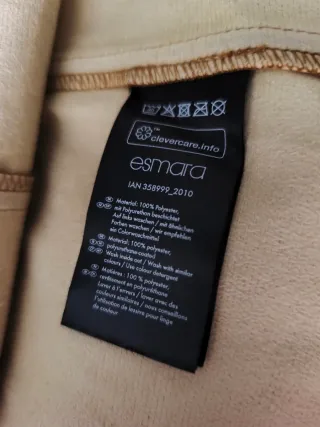 clevercare.info
esmara
IAN 358999_2010
Material: 100% Polyester,
mit Polyurethan beschichtet
Auf links waschen / mit ähnlichen
Farben waschen / wir empfehlen
ein Colorwaschmittel
Material: 100% polyester,
polyurethane-coated
Wash inside out / Wash with similar
colours / Use colour detergent
Matières : 100% polyester
revêtement en polyuréthane
Laver à l'envers / laver avec des
couleurs similaires / nous conseillons
l'utilisation de lessive pour linge
de couleur